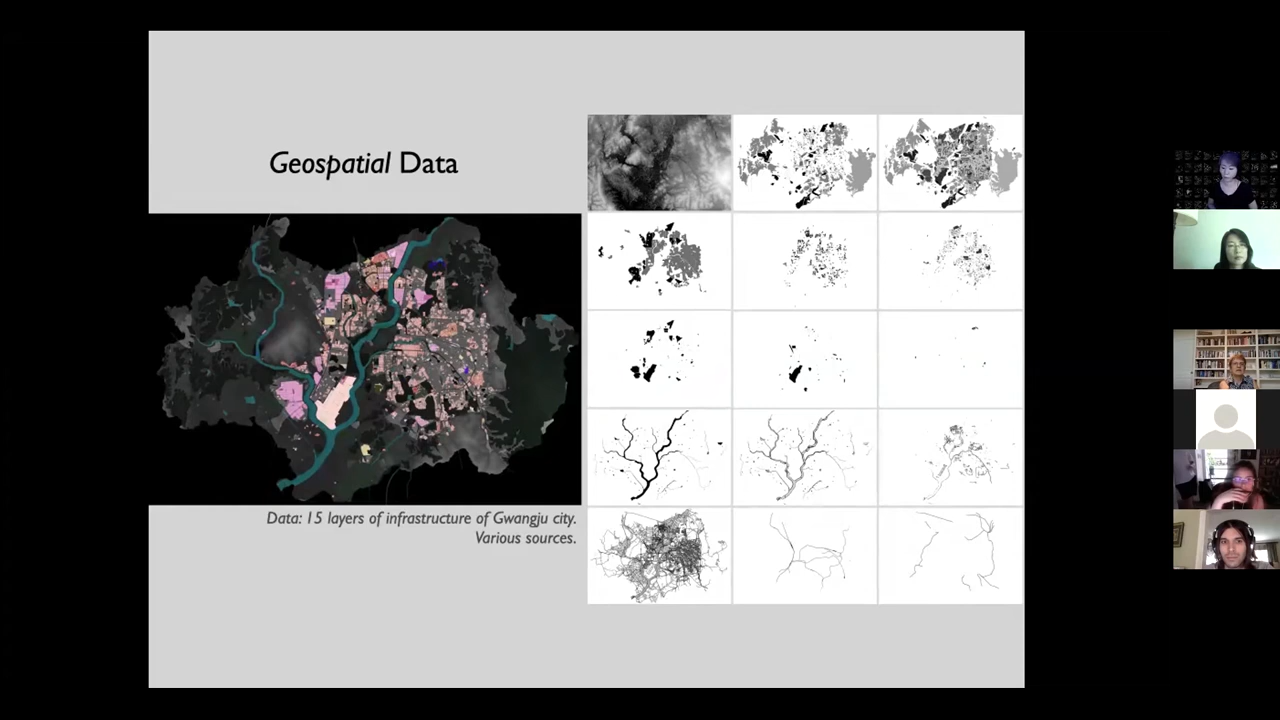 Geospatial Data
Data: 15 layers of infrastructure of Gwangju city.
Various sources.